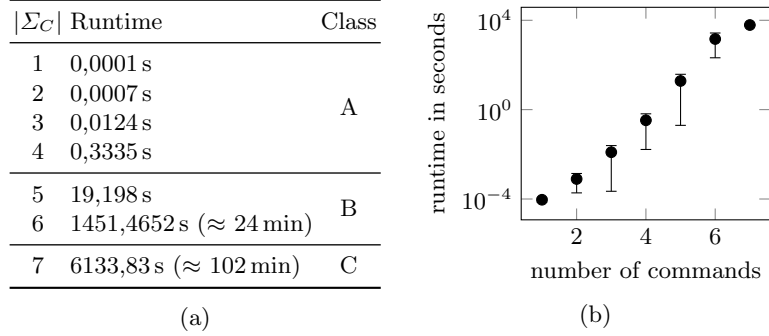 |Σ_C| Runtime Class
1 0,0001 s
2 0,0007 s
3 0,0124 s
4 0,3335 s
A
5 19,198 s
6 1451,4652 s (≈ 24 min)
B
7 6133,83 s (≈ 102 min) C
(a)
runtime in seconds
10^4
10^0
10^−4
2 4 6
number of commands
(b)